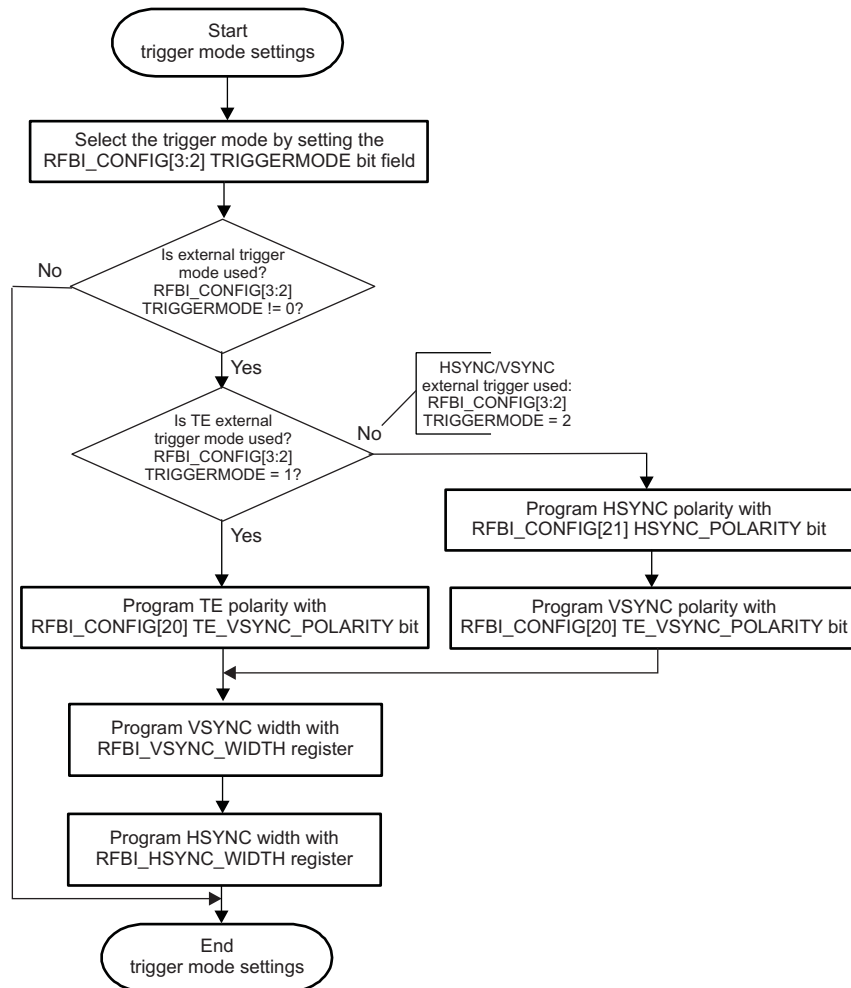 Start
trigger mode settings
Select the trigger mode by setting the
RFBI_CONFIG[3:2] TRIGGERMODE bit field
Is external trigger
mode used?
RFBI_CONFIG[3:2]
TRIGGERMODE != 0?
No
Yes
HSYNC/VSYNC
external trigger used:
RFBI_CONFIG[3:2]
TRIGGERMODE = 2
Is TE external
trigger mode used?
RFBI_CONFIG[3:2]
TRIGGERMODE = 1?
No
Yes
Program HSYNC polarity with
RFBI_CONFIG[21] HSYNC_POLARITY bit
Program TE polarity with
RFBI_CONFIG[20] TE_VSYNC_POLARITY bit
Program VSYNC polarity with
RFBI_CONFIG[20] TE_VSYNC_POLARITY bit
Program VSYNC width with
RFBI_VSYNC_WIDTH register
Program HSYNC width with
RFBI_HSYNC_WIDTH register
End
trigger mode settings